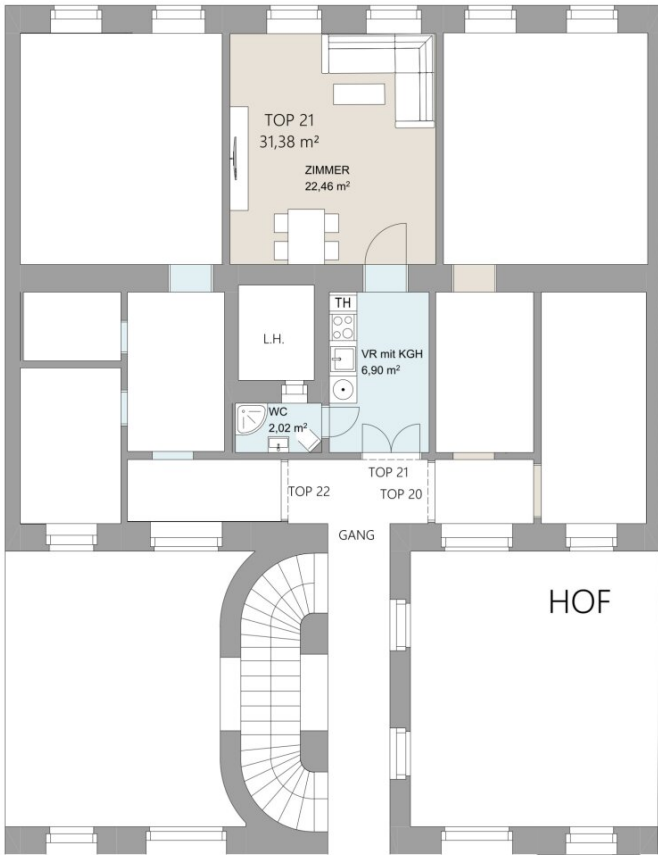 TOP 21
31,38 m²
ZIMMER
22,46 m²
TH
L.H.
VR mit KGH
6,90 m²
WC
2,02 m²
TOP 21
TOP 22
TOP 20
GANG
HOF